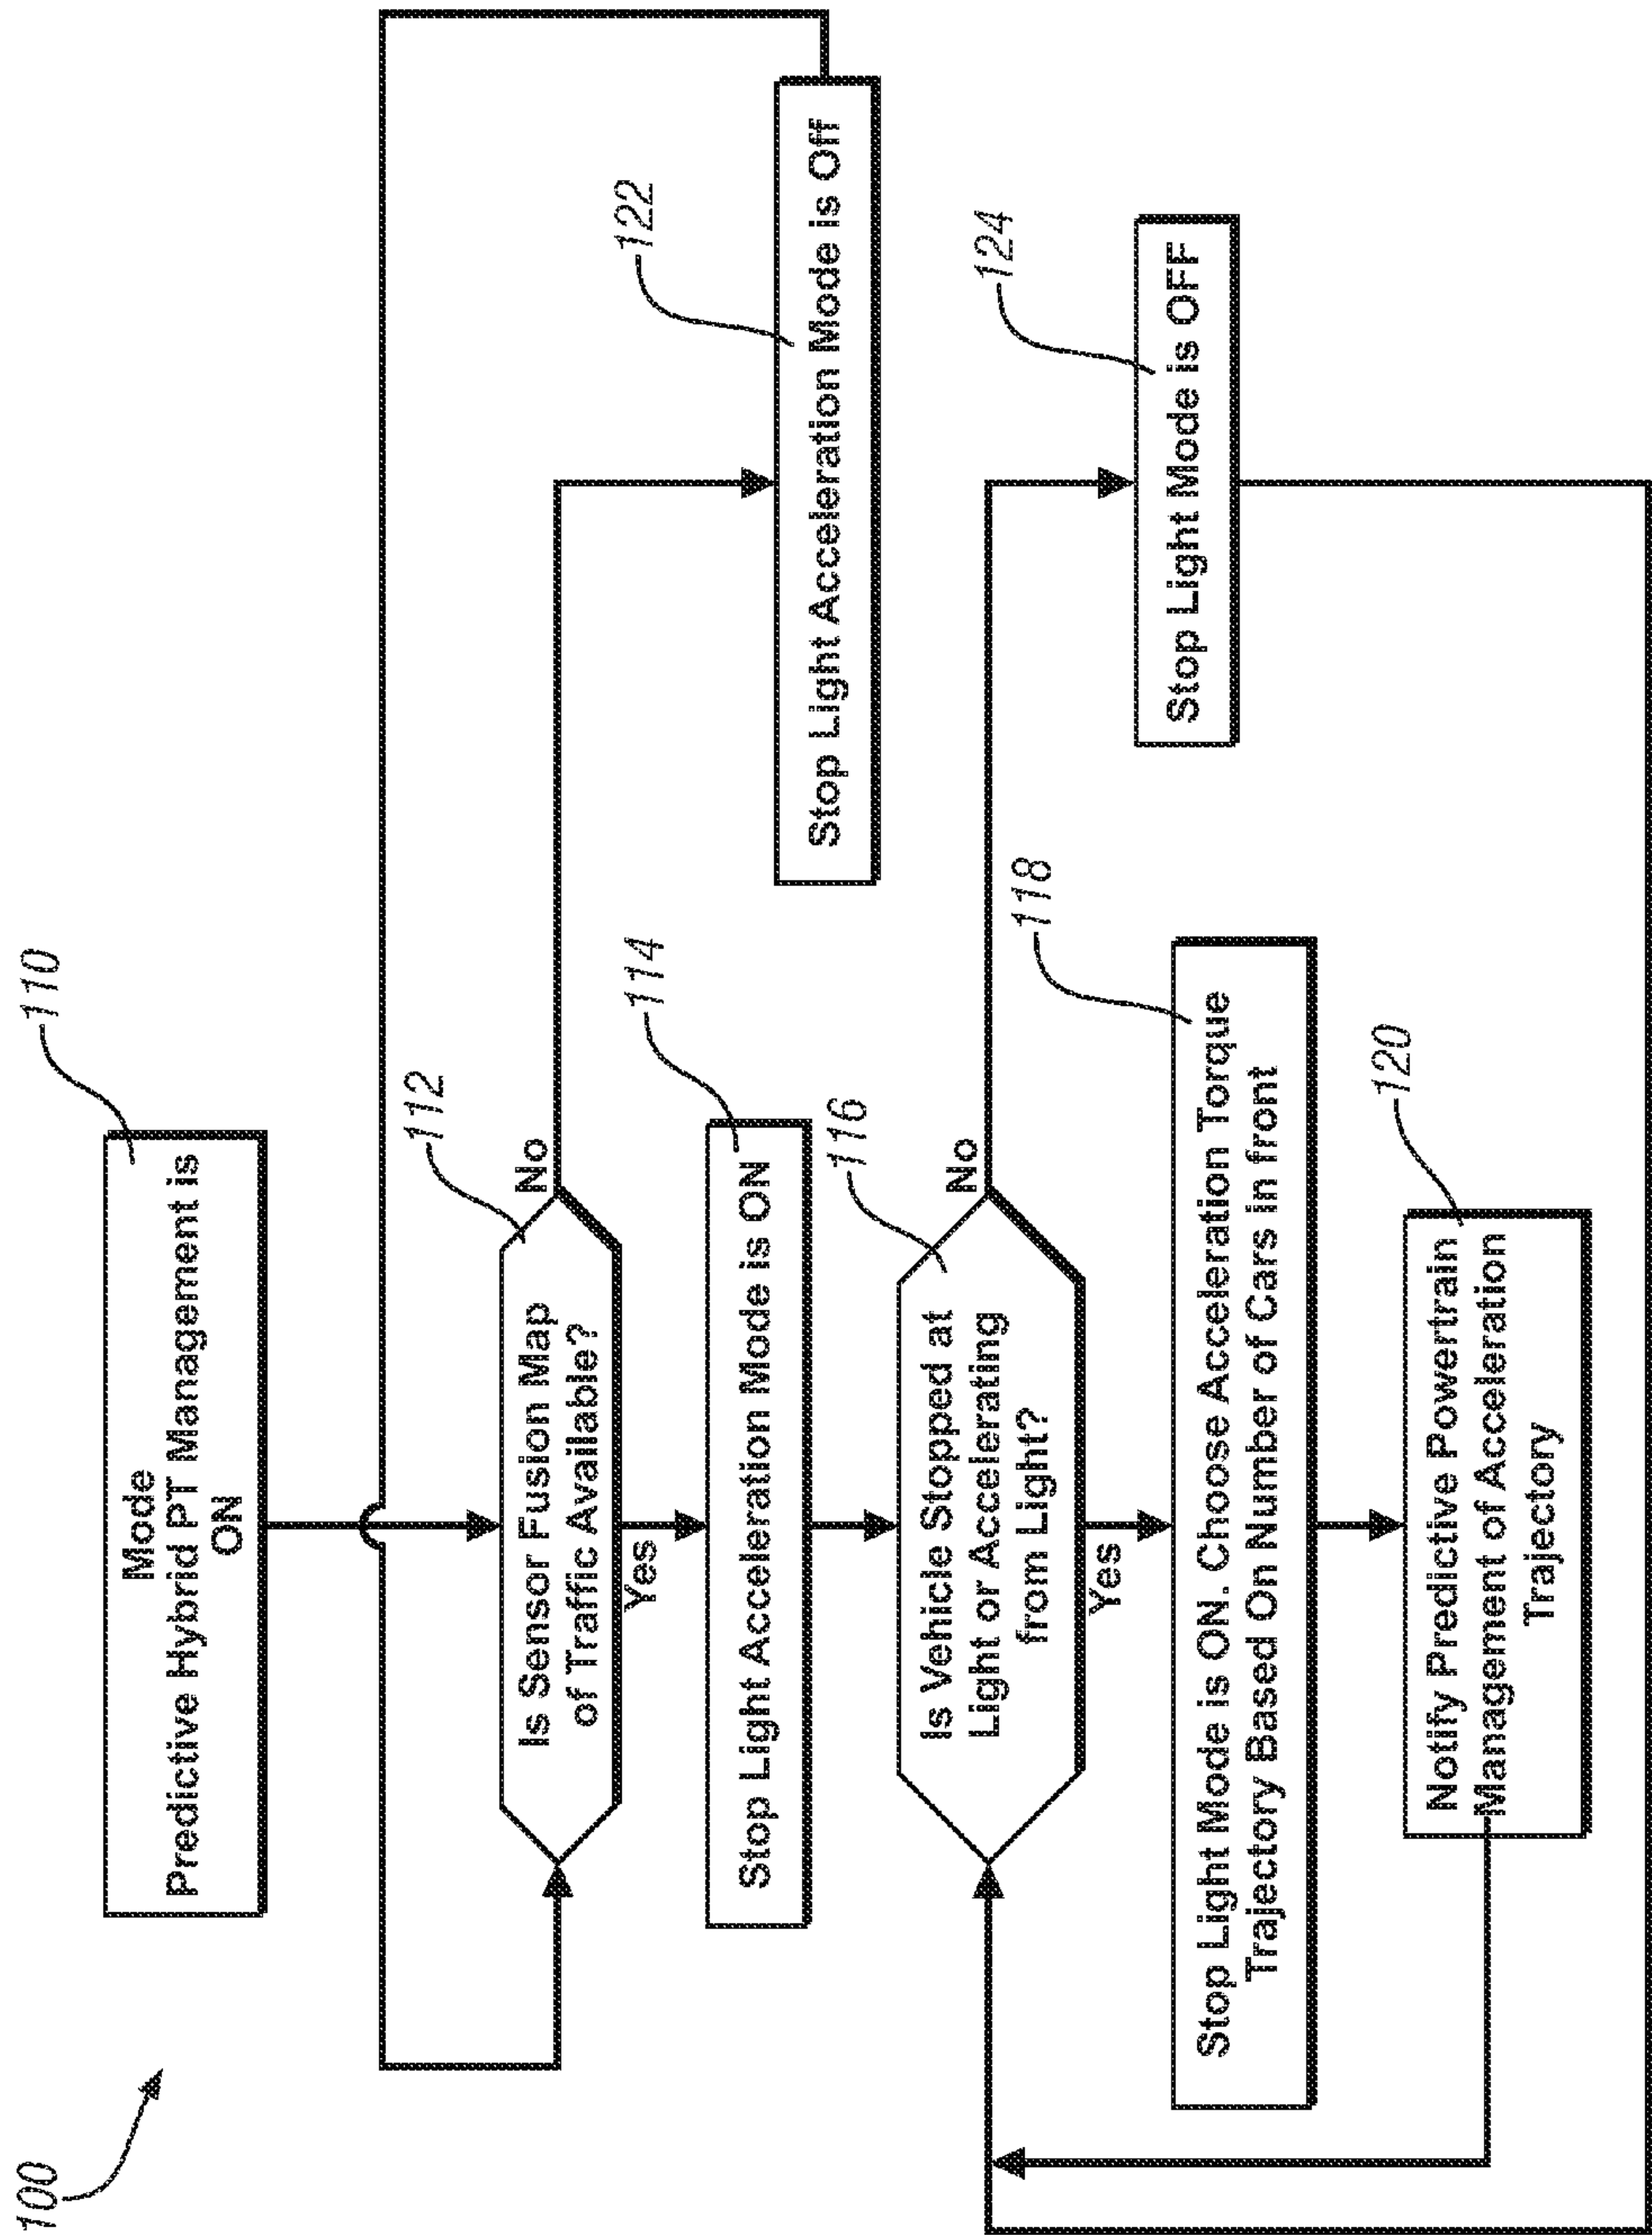 100
110
Mode
Predictive Hybrid PT Management is
ON
112
Is Sensor Fusion Map
of Traffic Available?
No
Yes
122
Stop Light Acceleration Mode is Off
114
Stop Light Acceleration Mode is ON
116
Is Vehicle Stopped at
Light or Accelerating
from Light?
No
Yes
124
Stop Light Mode is OFF
118
Stop Light Mode is ON. Choose Acceleration Torque
Trajectory Based On Number of Cars in front
120
Notify Predictive Powertrain
Management of Acceleration
Trajectory